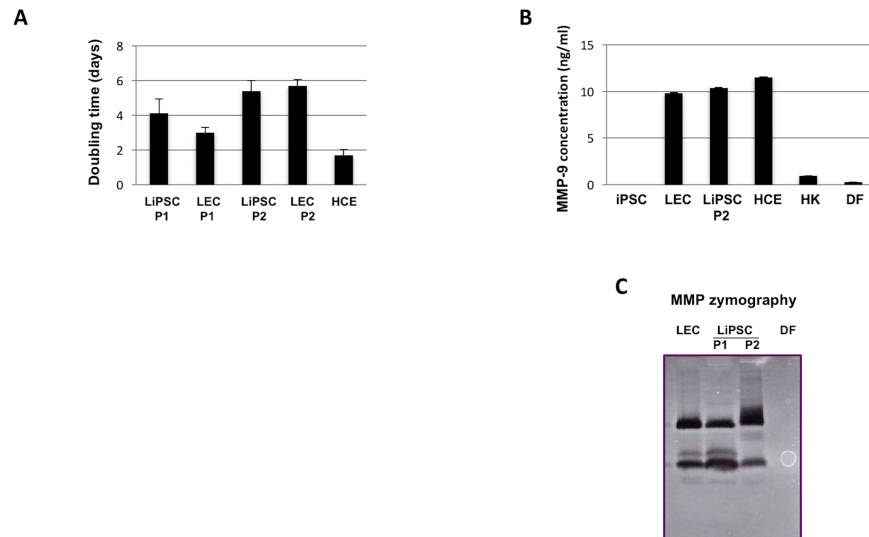 A
Doubling time (days)
8
6
4
2
0
LiPSC LEC LiPSC LEC HCE
P1 P1 P2 P2
B
MMP-9 concentration (ng/ml)
15
10
5
0
iPSC LEC LiPSC HCE HK DF
P2
C
MMP zymography
LEC LiPSC DF
P1 P2